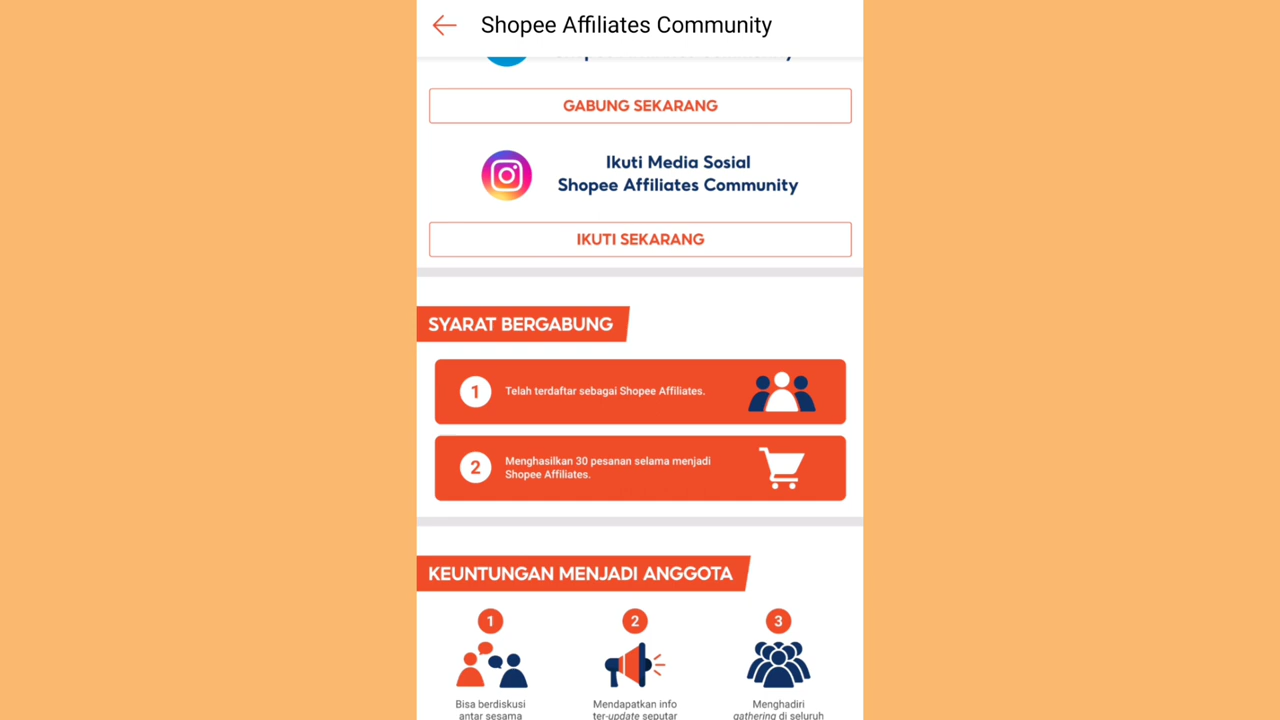 Shopee Affiliates Community
GABUNG SEKARANG
Ikuti Media Sosial
Shopee Affiliates Community
IKUTI SEKARANG
SYARAT BERGABUNG
1
Telah terdaftar sebagai Shopee Affiliates.
2
Menghasilkan 30 pesanan selama menjadi
Shopee Affiliates.
KEUNTUNGAN MENJADI ANGGOTA
1
Bisa berdiskusi
antar sesama
2
Mendapatkan info
ter-update seputar
3
Menghadiri
gathering di seluruh